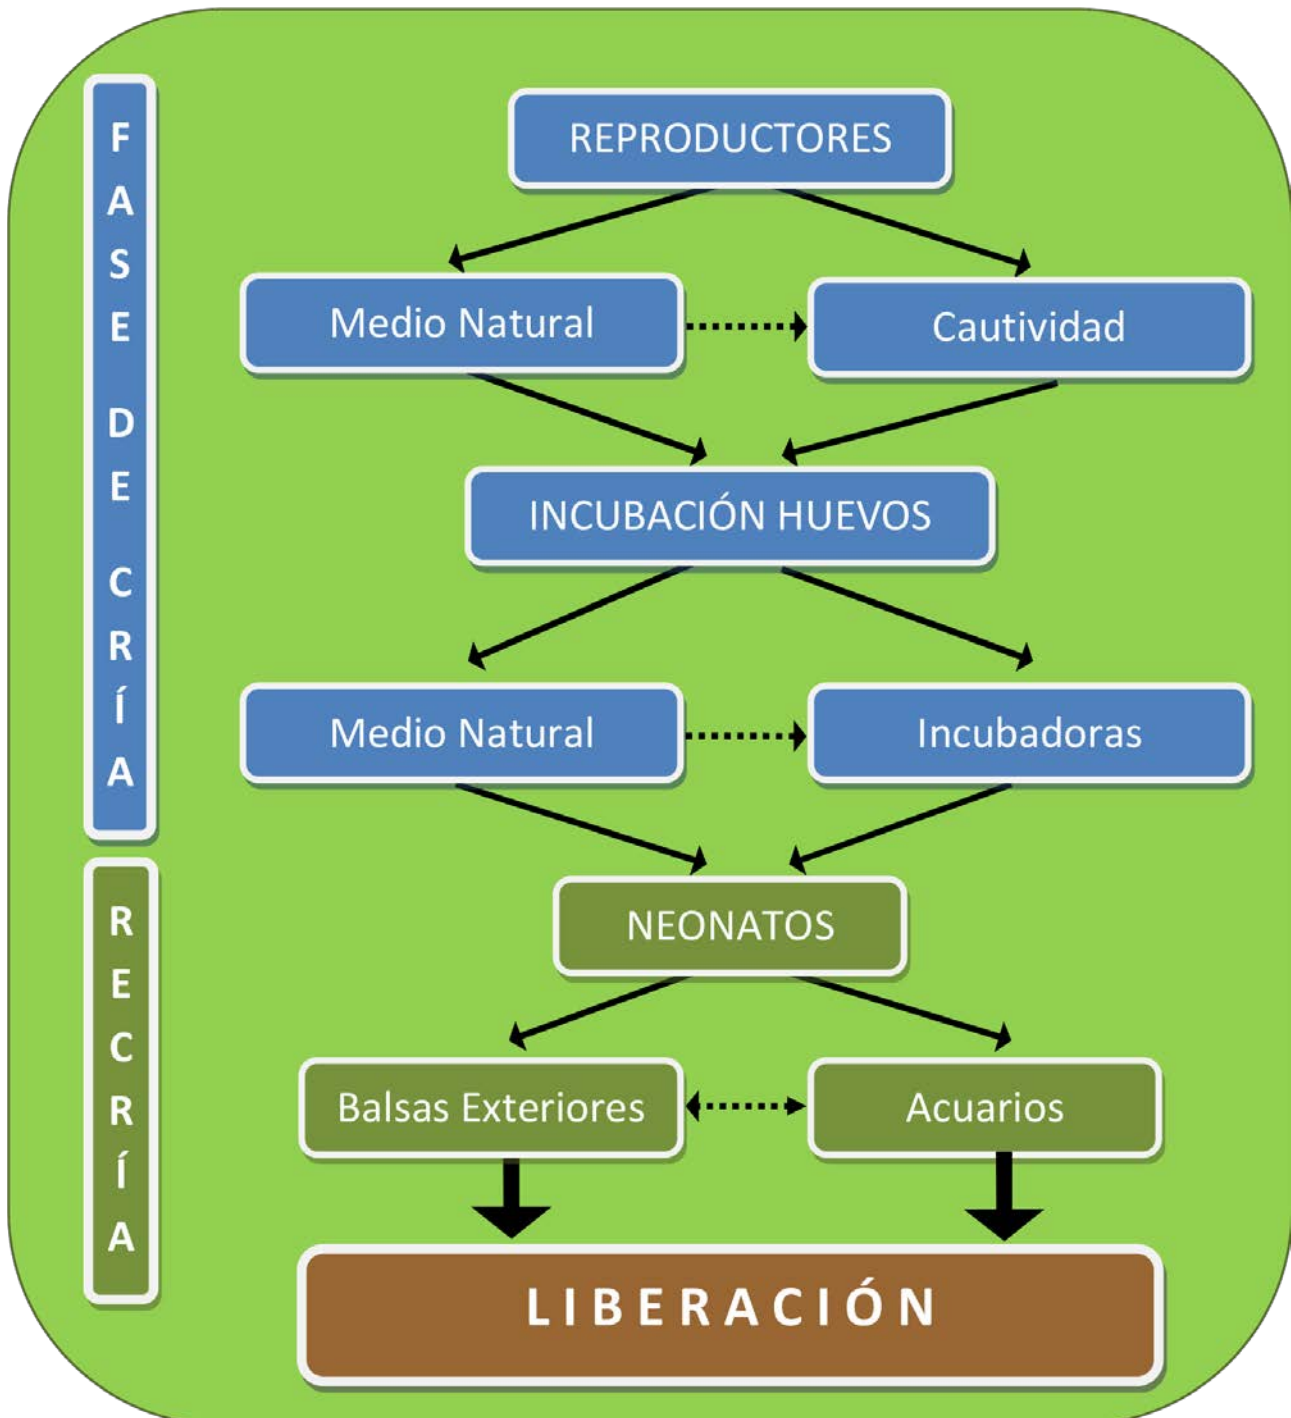 FASE DE CRÍA
REPRODUCTORES
Medio Natural
Cautividad
INCUBACIÓN HUEVOS
Medio Natural
Incubadoras
RECRÍA
NEONATOS
Balsas Exteriores
Acuarios
LIBERACIÓN